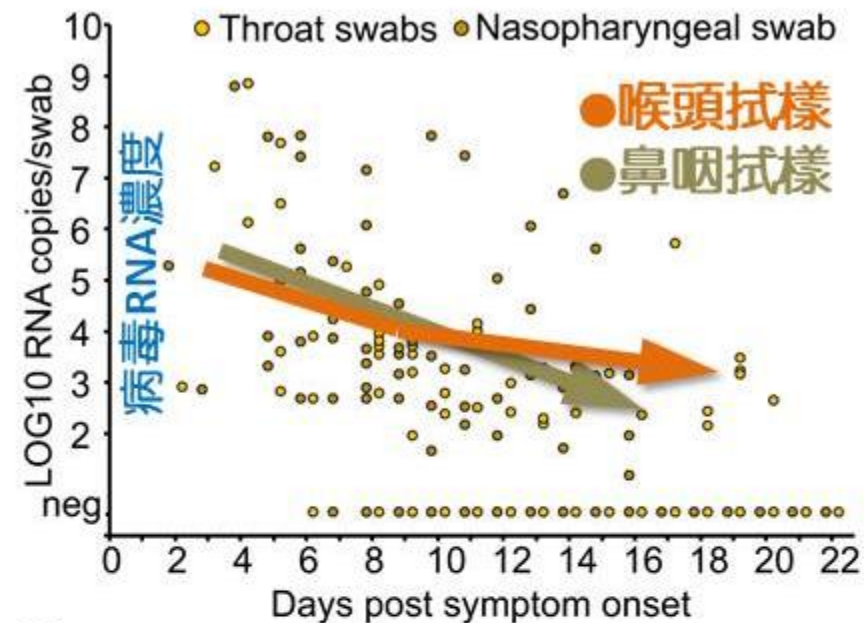 Throat swabs Nasopharyngeal swab
喉頭拭樣
鼻咽拭樣
LOG10 RNA copies/swab
病毒RNA濃度
10
9
8
7
6
5
4
3
2
neg
0 2 4 6 8 10 12 14 16 18 20 22
Days post symptom onset